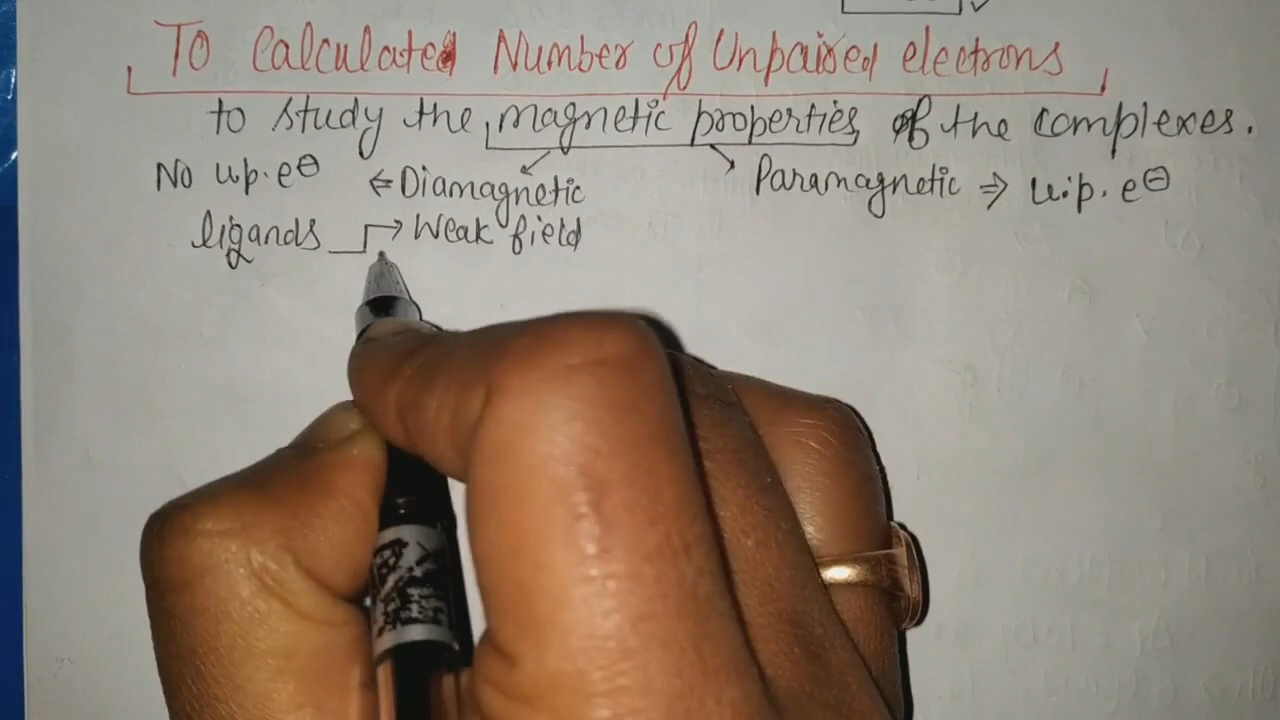 To Calculated Number of Unpaired electrons
to study the magnetic properties of the complexes.
No u.p. e⊖ ⇐ Diamagnetic Paramagnetic ⇒ u.p. e⊖
ligands → Weak field